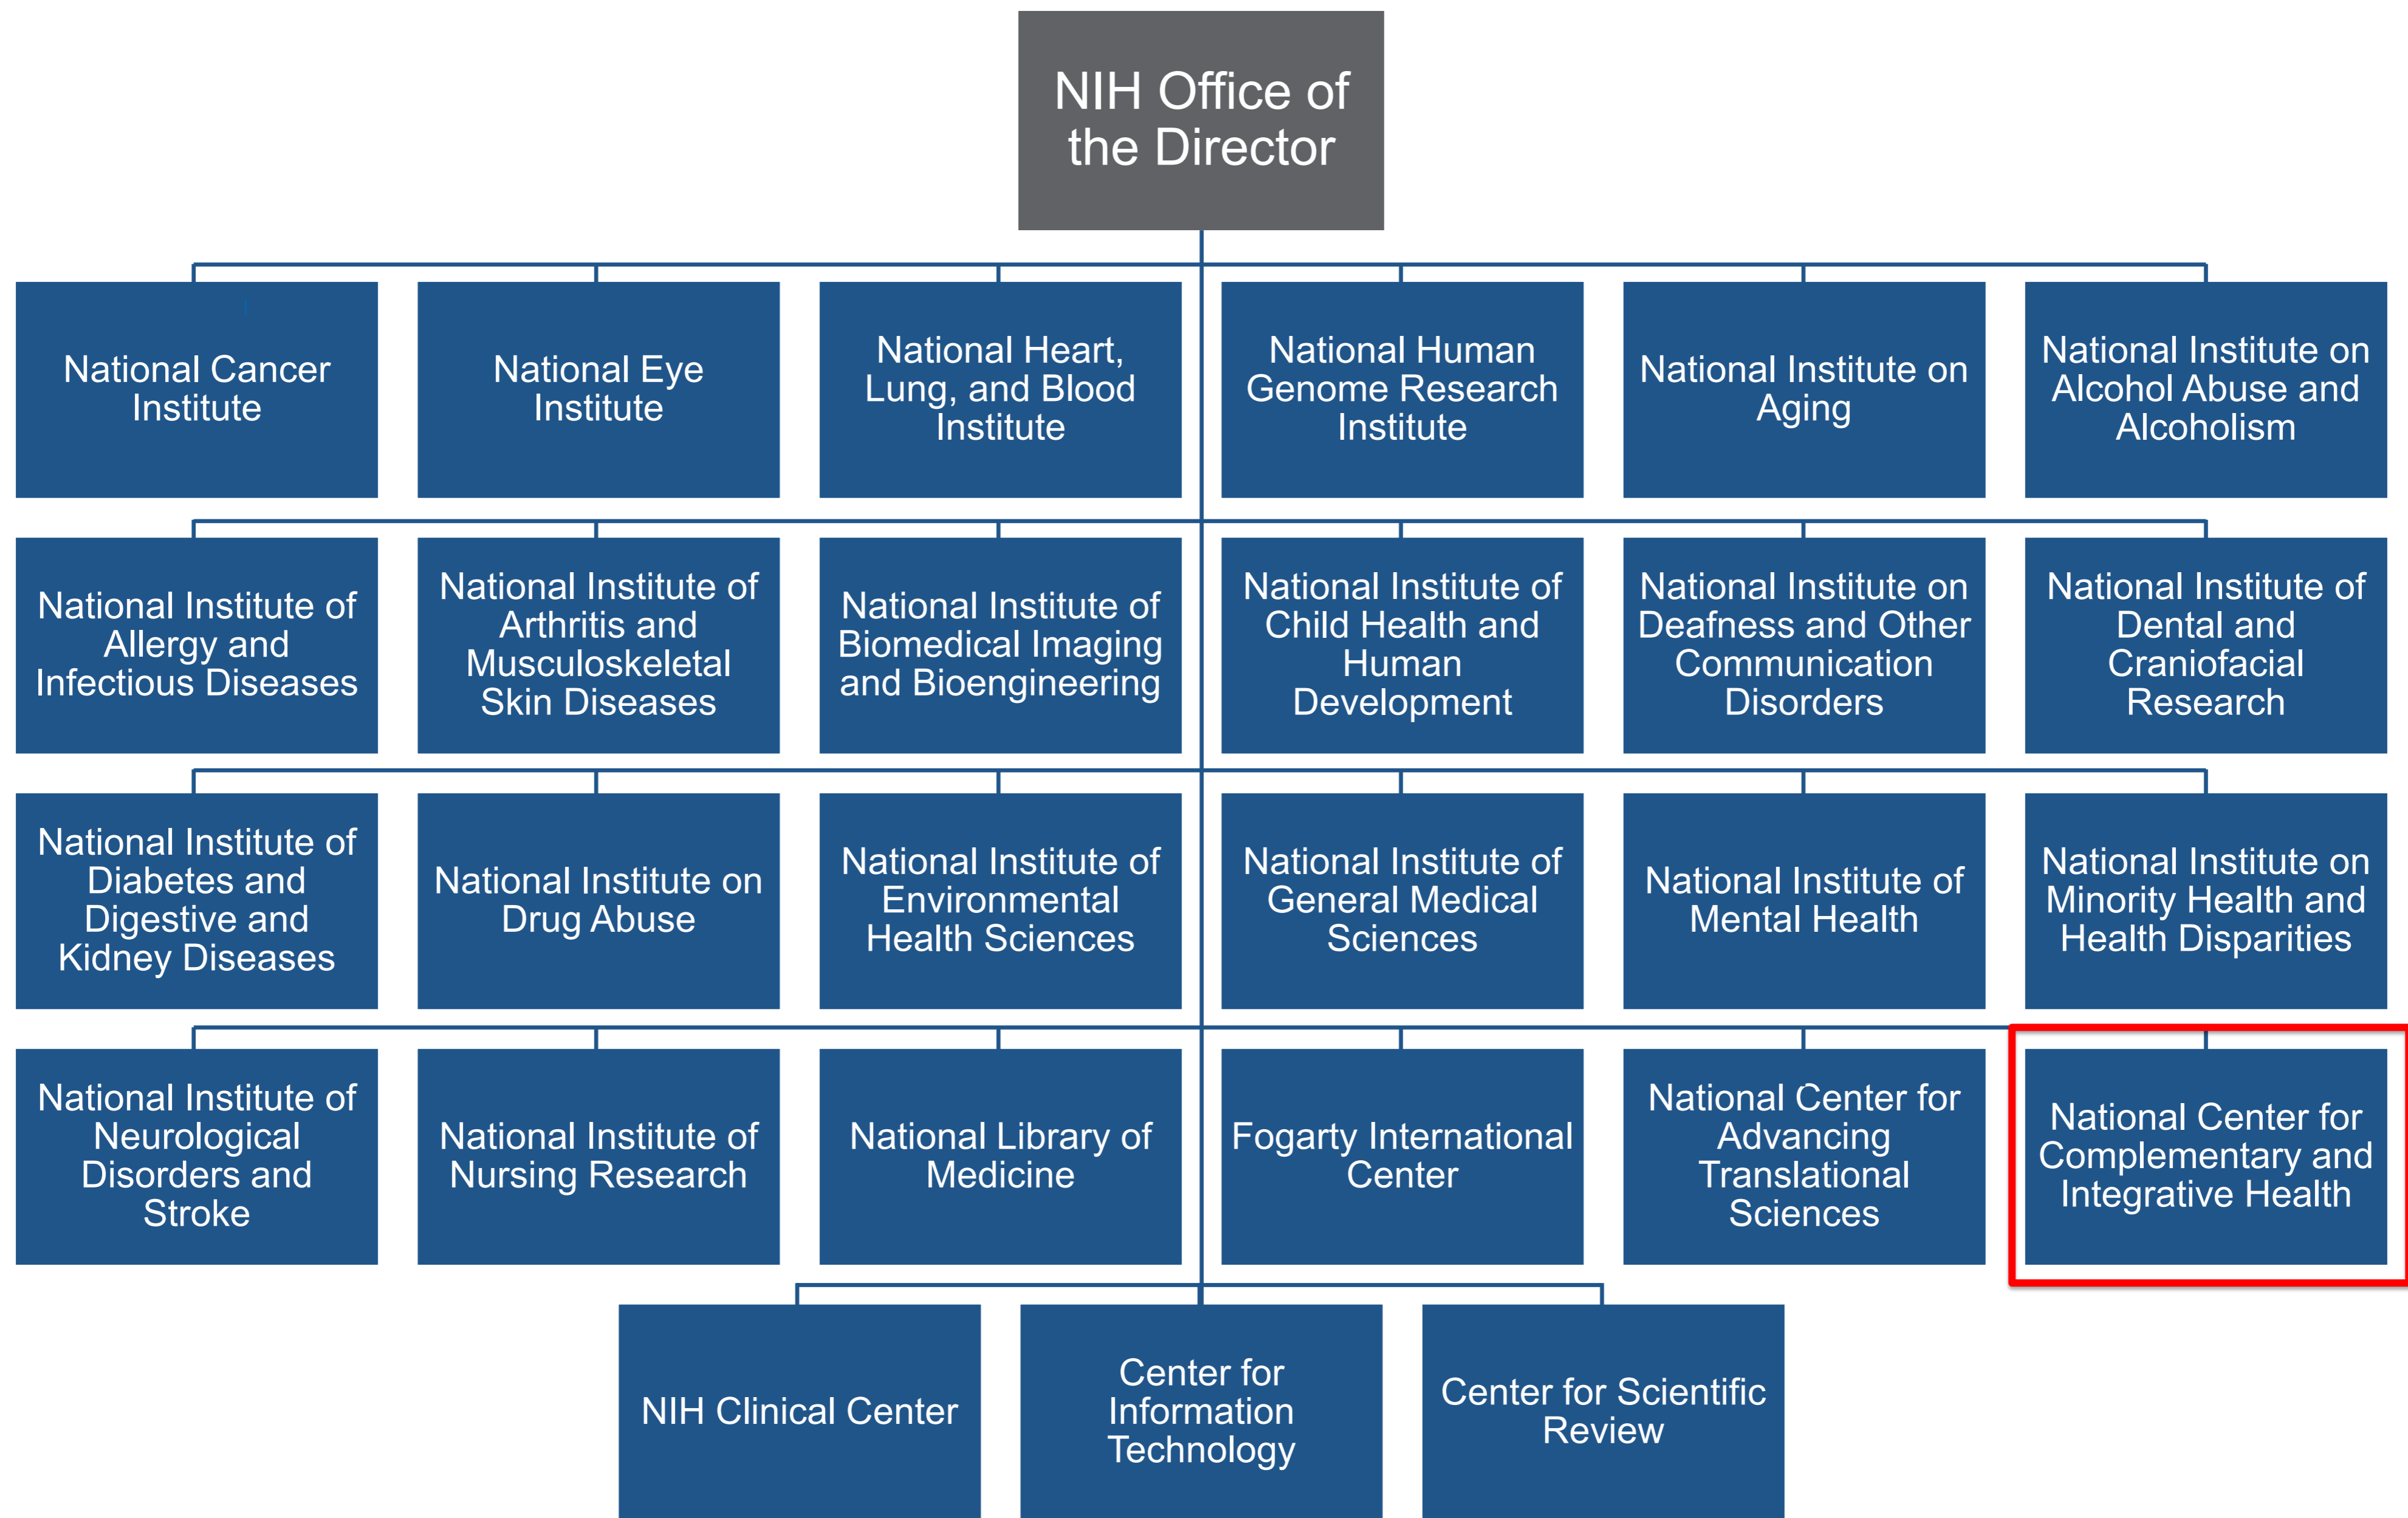 NIH Office of
the Director
National Cancer
Institute
National Eye
Institute
National Heart,
Lung, and Blood
Institute
National Human
Genome Research
Institute
National Institute on
Aging
National Institute on
Alcohol Abuse and
Alcoholism
National Institute of
Allergy and
Infectious Diseases
National Institute of
Arthritis and
Musculoskeletal
Skin Diseases
National Institute of
Biomedical Imaging
and Bioengineering
National Institute of
Child Health and
Human
Development
National Institute on
Deafness and Other
Communication
Disorders
National Institute of
Dental and
Craniofacial
Research
National Institute of
Diabetes and
Digestive and
Kidney Diseases
National Institute on
Drug Abuse
National Institute of
Environmental
Health Sciences
National Institute of
General Medical
Sciences
National Institute of
Mental Health
National Institute on
Minority Health and
Health Disparities
National Institute of
Neurological
Disorders and
Stroke
National Institute of
Nursing Research
National Library of
Medicine
Fogarty International
Center
National Center for
Advancing
Translational
Sciences
National Center for
Complementary and
Integrative Health
NIH Clinical Center
Center for
Information
Technology
Center for Scientific
Review